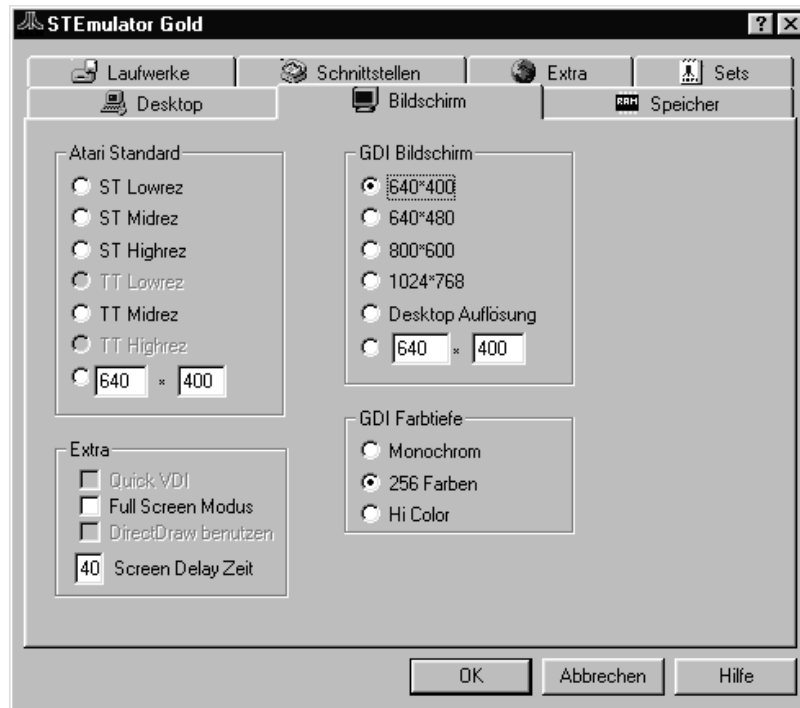 STEmulator Gold
Laufwerke
Schnittstellen
Extra
Sets
Desktop
Bildschirm
RAM
Speicher
Atari Standard
ST Lowrez
ST Midrez
ST Highrez
TT Lowrez
TT Midrez
TT Highrez
640 * 400
GDI Bildschirm
640*400
640*480
800*600
1024*768
Desktop Auflösung
640 * 400
Extra
Quick VDI
Full Screen Modus
DirectDraw benutzen
40 Screen Delay Zeit
GDI Farbtiefe
Monochrom
256 Farben
Hi Color
OK
Abbrechen
Hilfe